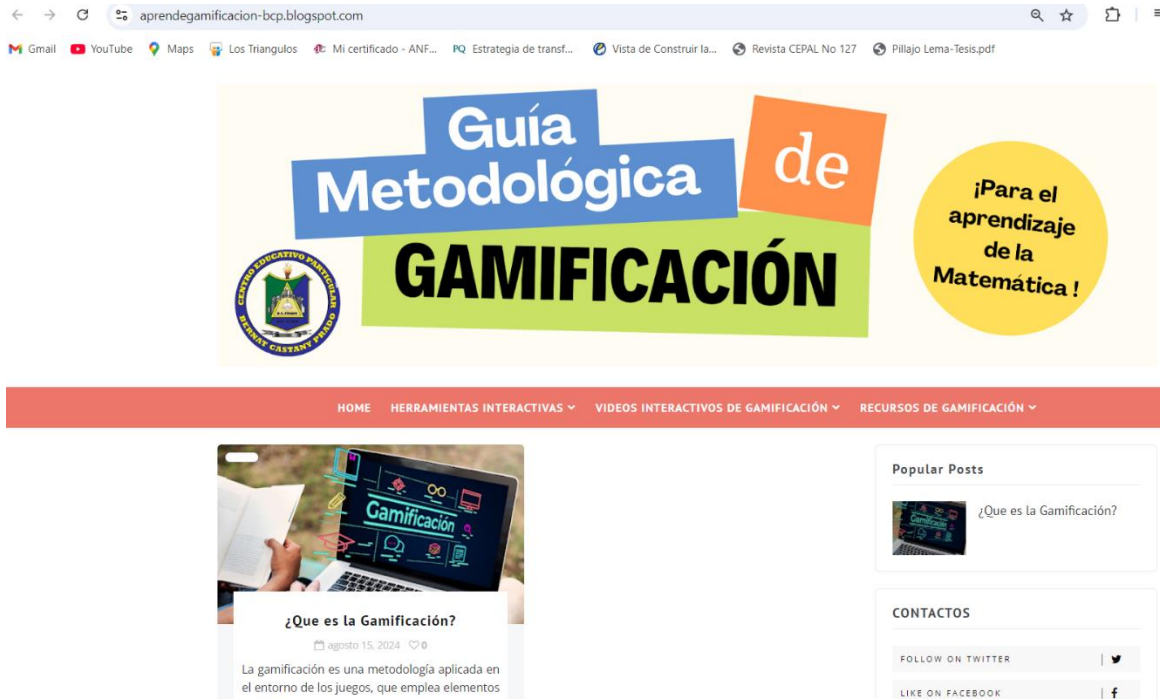 aprendegamificacion-bcp.blogspot.com
Gmail YouTube Maps Los Triangulos Mi certificado - ANF... Estrategia de transf... Vista de Construir la... Revista CEPAL No 127 Pillajo Lema-Tesis.pdf
Guía
Metodológica
de
GAMIFICACIÓN
¡Para el
aprendizaje
de la
Matemática !
CENTRO EDUCATIVO PARTICULAR
BERNAT CASTANY PRADO
HOME HERRAMIENTAS INTERACTIVAS VIDEOS INTERACTIVOS DE GAMIFICACIÓN RECURSOS DE GAMIFICACIÓN
Gamificación
¿Que es la Gamificación?
agosto 15, 2024 0
La gamificación es una metodología aplicada en
el entorno de los juegos, que emplea elementos
Popular Posts
Gamificación
¿Que es la Gamificación?
CONTACTOS
FOLLOW ON TWITTER
LIKE ON FACEBOOK